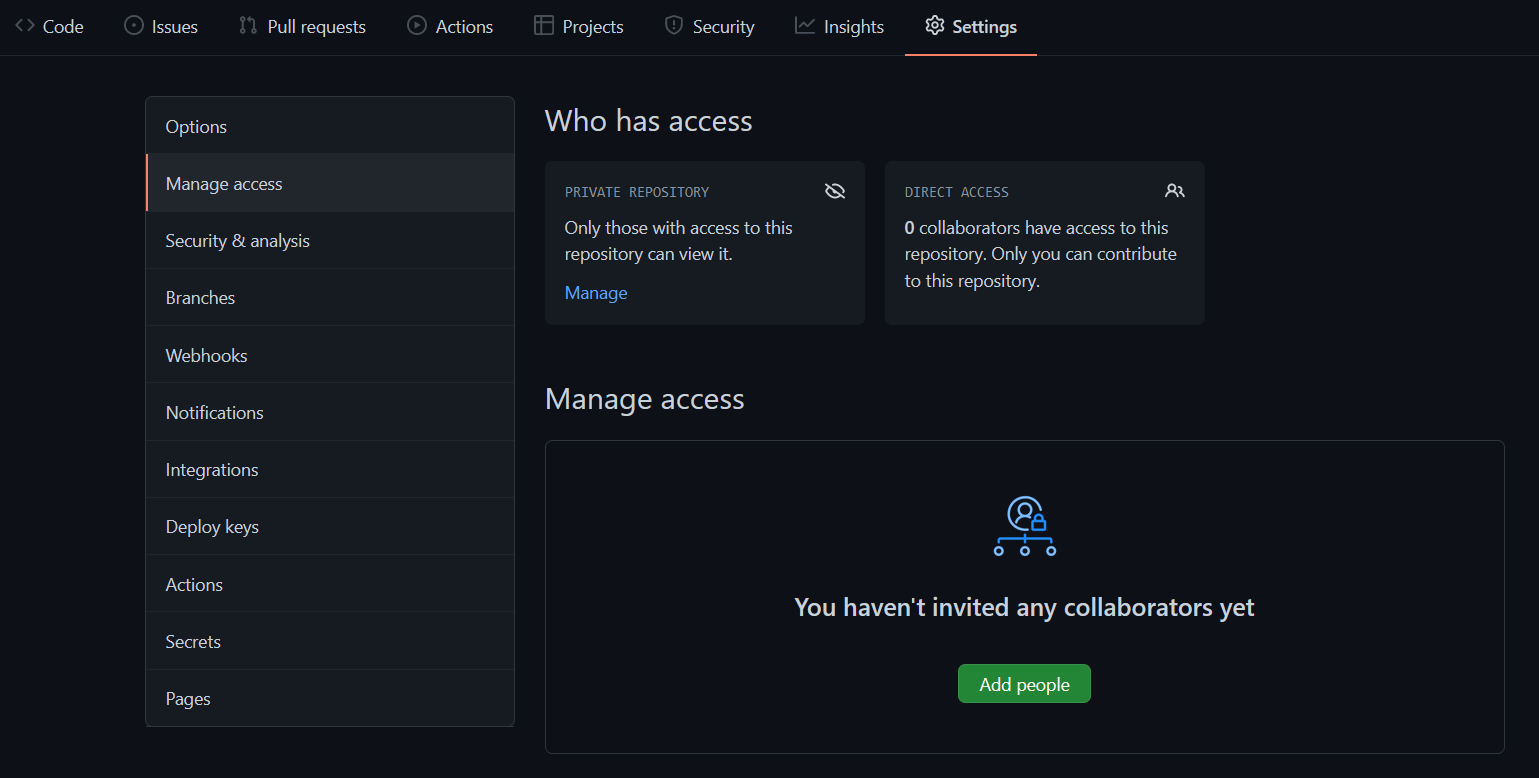 Code Issues Pull requests Actions Projects Security Insights Settings
Options
Manage access
Security & analysis
Branches
Webhooks
Notifications
Integrations
Deploy keys
Actions
Secrets
Pages
Who has access
PRIVATE REPOSITORY
Only those with access to this
repository can view it.
Manage
DIRECT ACCESS
0 collaborators have access to this
repository. Only you can contribute
to this repository.
Manage access
You haven't invited any collaborators yet
Add people